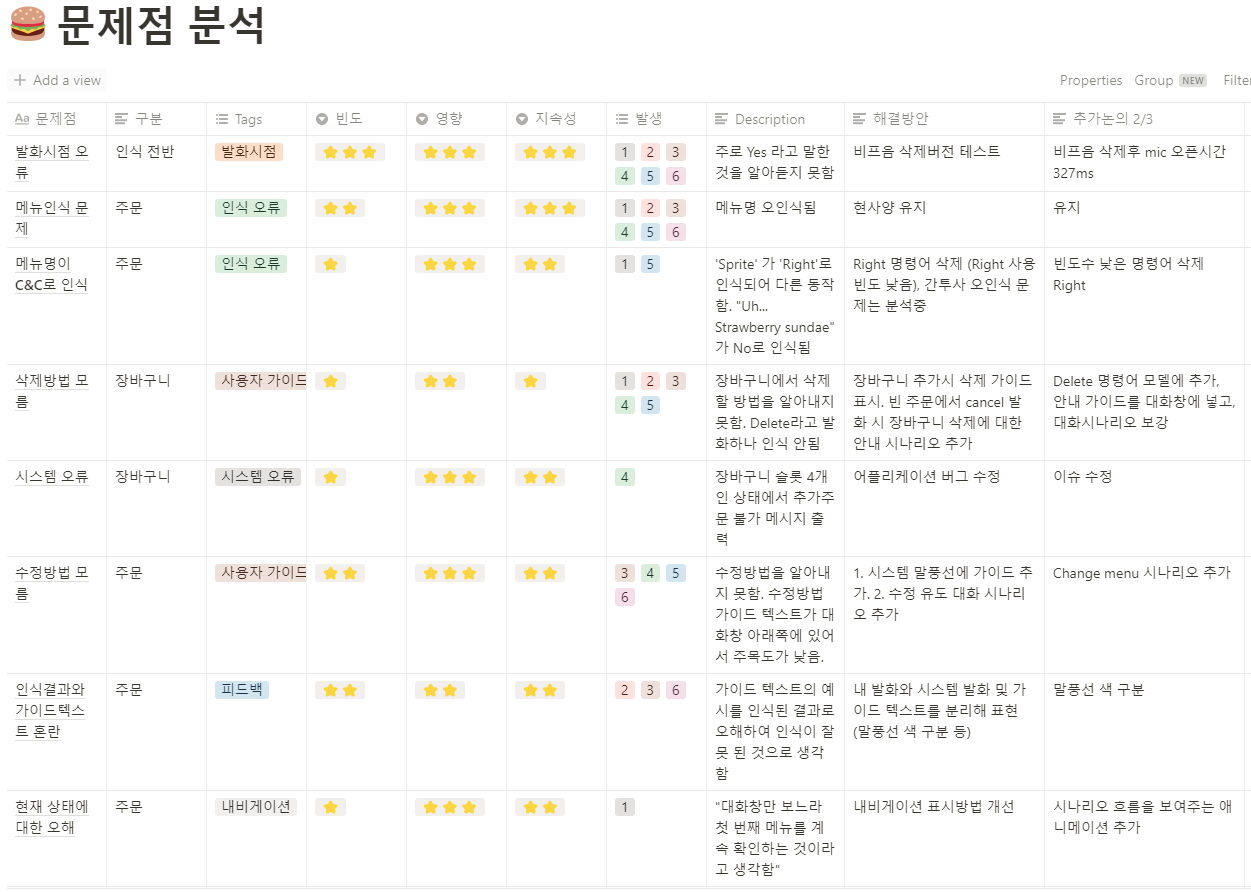 문제점 분석
Add a view
Properties Group NEW Filter
Aa 문제점 구분 Tags 빈도 영향 지속성 발생 Description 해결방안 추가논의 2/3
발화시점 오
류
인식 전반
발화시점
1 2 3
4 5 6
주로 Yes 라고 말한
것을 알아듣지 못함
비프음 삭제버전 테스트
비프음 삭제후 mic 오픈시간
327ms
메뉴인식 문
제
주문
인식 오류
1 2 3
4 5 6
메뉴명 오인식됨
현사양 유지
유지
메뉴명이
C&C로 인식
주문
인식 오류
1 5
'Sprite' 가 'Right'로
인식되어 다른 동작
함. "Uh...
Strawberry sundae"
가 No로 인식됨
Right 명령어 삭제 (Right 사용
빈도 낮음), 간투사 오인식 문
제는 분석중
빈도수 낮은 명령어 삭제
Right
삭제방법 모
름
장바구니
사용자 가이드
1 2 3
4 5
장바구니에서 삭제
할 방법을 알아내지
못함. Delete라고 발
화하나 인식 안됨
장바구니 추가시 삭제 가이드
표시. 빈 주문에서 cancel 발
화 시 장바구니 삭제에 대한
안내 시나리오 추가
Delete 명령어 모델에 추가,
안내 가이드를 대화창에 넣고,
대화시나리오 보강
시스템 오류
장바구니
시스템 오류
4
장바구니 슬롯 4개
인 상태에서 추가주
문 불가 메시지 출
력
어플리케이션 버그 수정
이슈 수정
수정방법 모
름
주문
사용자 가이드
3 4 5
6
수정방법을 알아내
지 못함. 수정방법
가이드 텍스트가 대
화창 아래쪽에 있어
서 주목도가 낮음.
1. 시스템 말풍선에 가이드 추
가. 2. 수정 유도 대화 시나리
오 추가
Change menu 시나리오 추가
인식결과와
가이드텍스
트 혼란
주문
피드백
2 3 6
가이드 텍스트의 예
시를 인식된 결과로
오해하여 인식이 잘
못 된 것으로 생각
함
내 발화와 시스템 발화 및 가
이드 텍스트를 분리해 표현
(말풍선 색 구분 등)
말풍선 색 구분
현재 상태에
대한 오해
주문
내비게이션
1
"대화창만 보느라
첫 번째 메뉴를 계
속 확인하는 것이라
고 생각함"
내비게이션 표시방법 개선
시나리오 흐름을 보여주는 애
니메이션 추가